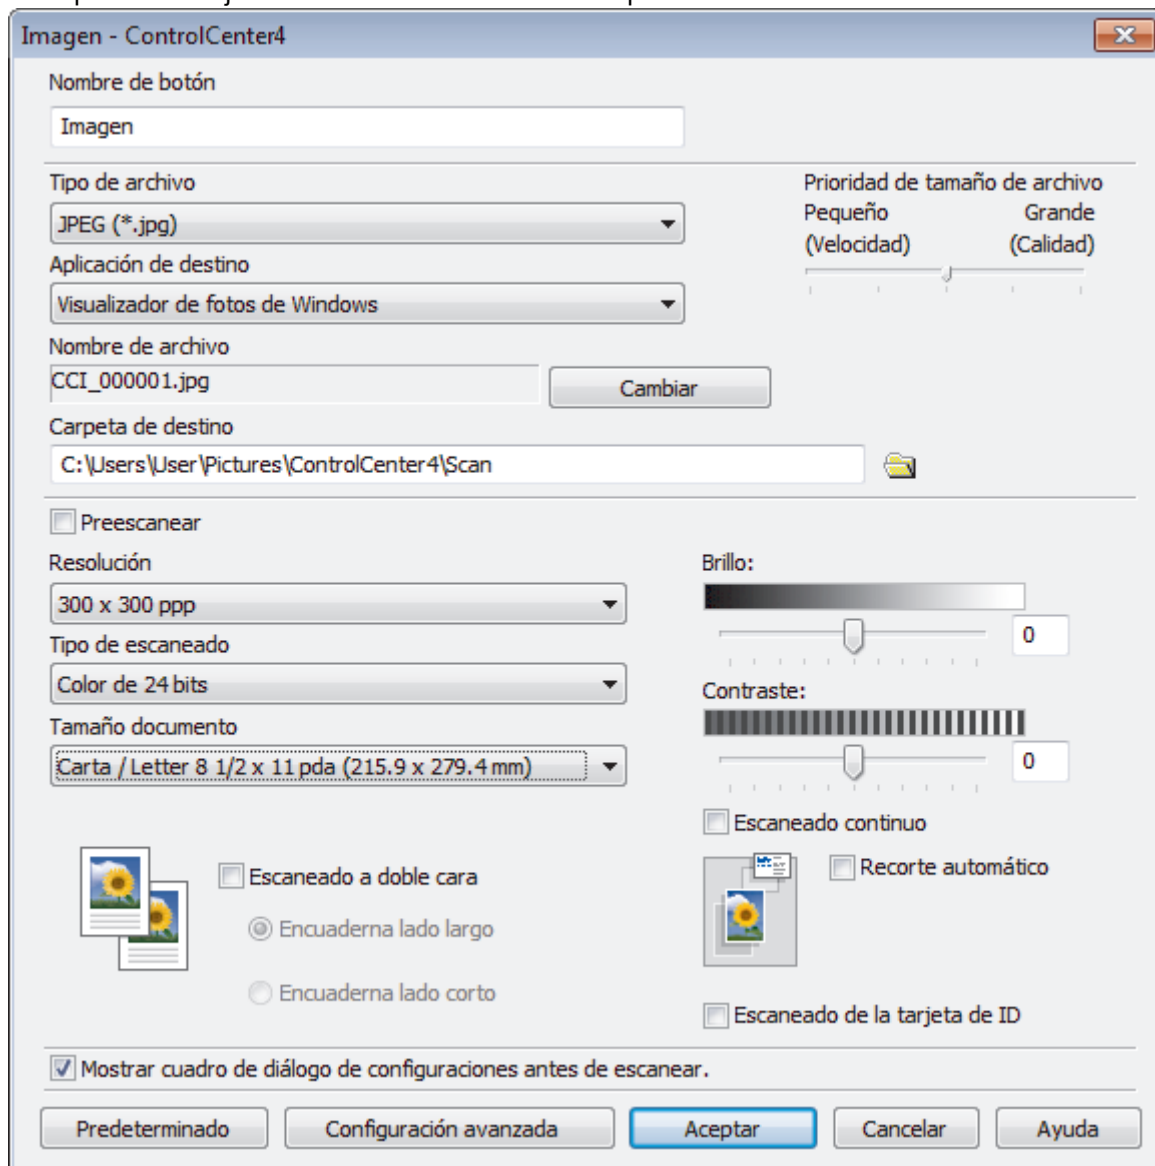 Imagen - ControlCenter4
Nombre de botón
Imagen
Tipo de archivo
JPEG (*.jpg)
Aplicación de destino
Visualizador de fotos de Windows
Nombre de archivo
CCI_000001.jpg
Cambiar
Carpeta de destino
C:\Users\User\Pictures\ControlCenter4\Scan
Prioridad de tamaño de archivo
Pequeño Grande
(Velocidad) (Calidad)
Preescanear
Resolución
300 x 300 ppp
Tipo de escaneado
Color de 24 bits
Tamaño documento
Carta / Letter 8 1/2 x 11 pda (215.9 x 279.4 mm)
Escaneado a doble cara
Encuaderna lado largo
Encuaderna lado corto
Brillo:
0
Contraste:
0
Escaneado continuo
Recorte automático
Escaneado de la tarjeta de ID
Mostrar cuadro de diálogo de configuraciones antes de escanear.
Predeterminado
Configuración avanzada
Aceptar
Cancelar
Ayuda